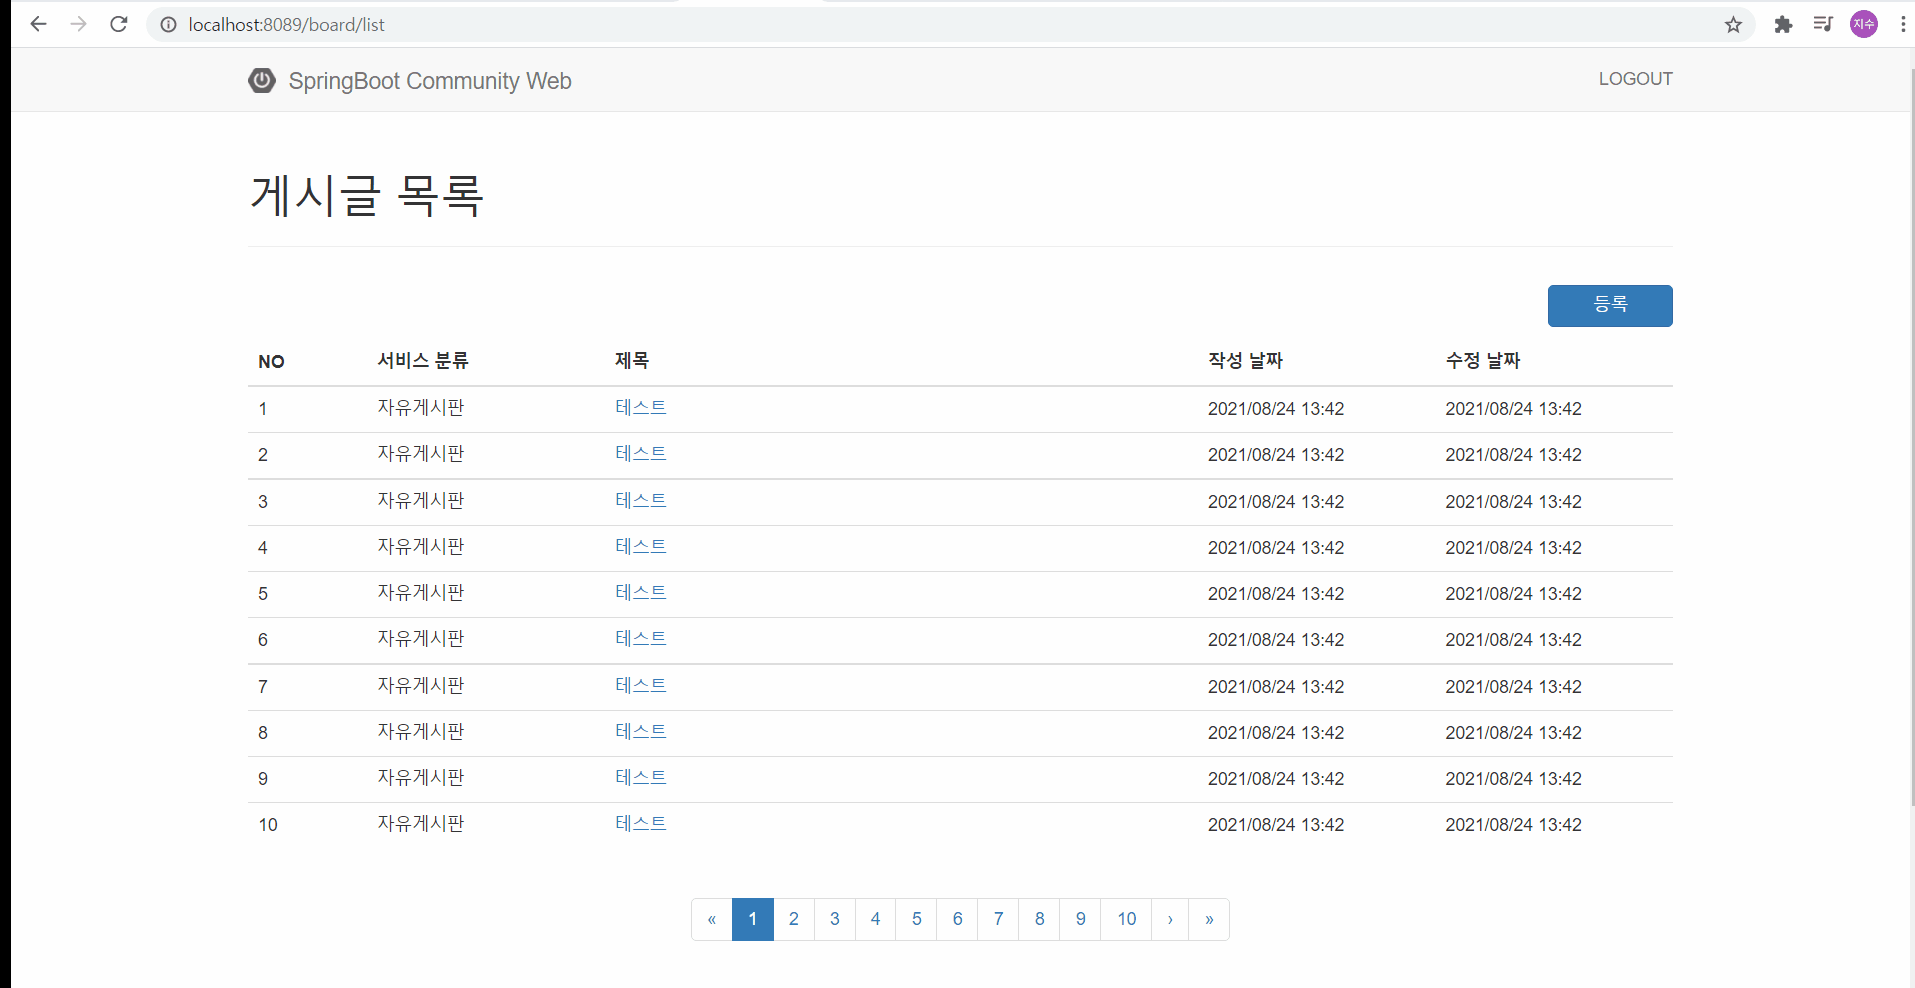 localhost:8089/board/list
지수
SpringBoot Community Web LOGOUT
게시글 목록
등록
NO 서비스 분류 제목 작성 날짜 수정 날짜
1 자유게시판 테스트 2021/08/24 13:42 2021/08/24 13:42
2 자유게시판 테스트 2021/08/24 13:42 2021/08/24 13:42
3 자유게시판 테스트 2021/08/24 13:42 2021/08/24 13:42
4 자유게시판 테스트 2021/08/24 13:42 2021/08/24 13:42
5 자유게시판 테스트 2021/08/24 13:42 2021/08/24 13:42
6 자유게시판 테스트 2021/08/24 13:42 2021/08/24 13:42
7 자유게시판 테스트 2021/08/24 13:42 2021/08/24 13:42
8 자유게시판 테스트 2021/08/24 13:42 2021/08/24 13:42
9 자유게시판 테스트 2021/08/24 13:42 2021/08/24 13:42
10 자유게시판 테스트 2021/08/24 13:42 2021/08/24 13:42
« 1 2 3 4 5 6 7 8 9 10 › »